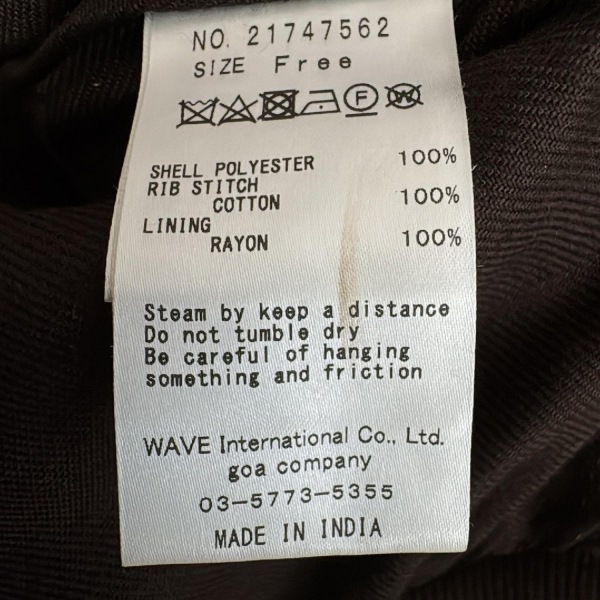 NO. 21747562
SIZE Free
F W
SHELL POLYESTER 100%
RIB STITCH
COTTON 100%
LINING
RAYON 100%
Steam by keep a distance
Do not tumble dry
Be careful of hanging
something and friction
WAVE International Co., Ltd.
goa company
03-5773-5355
MADE IN INDIA